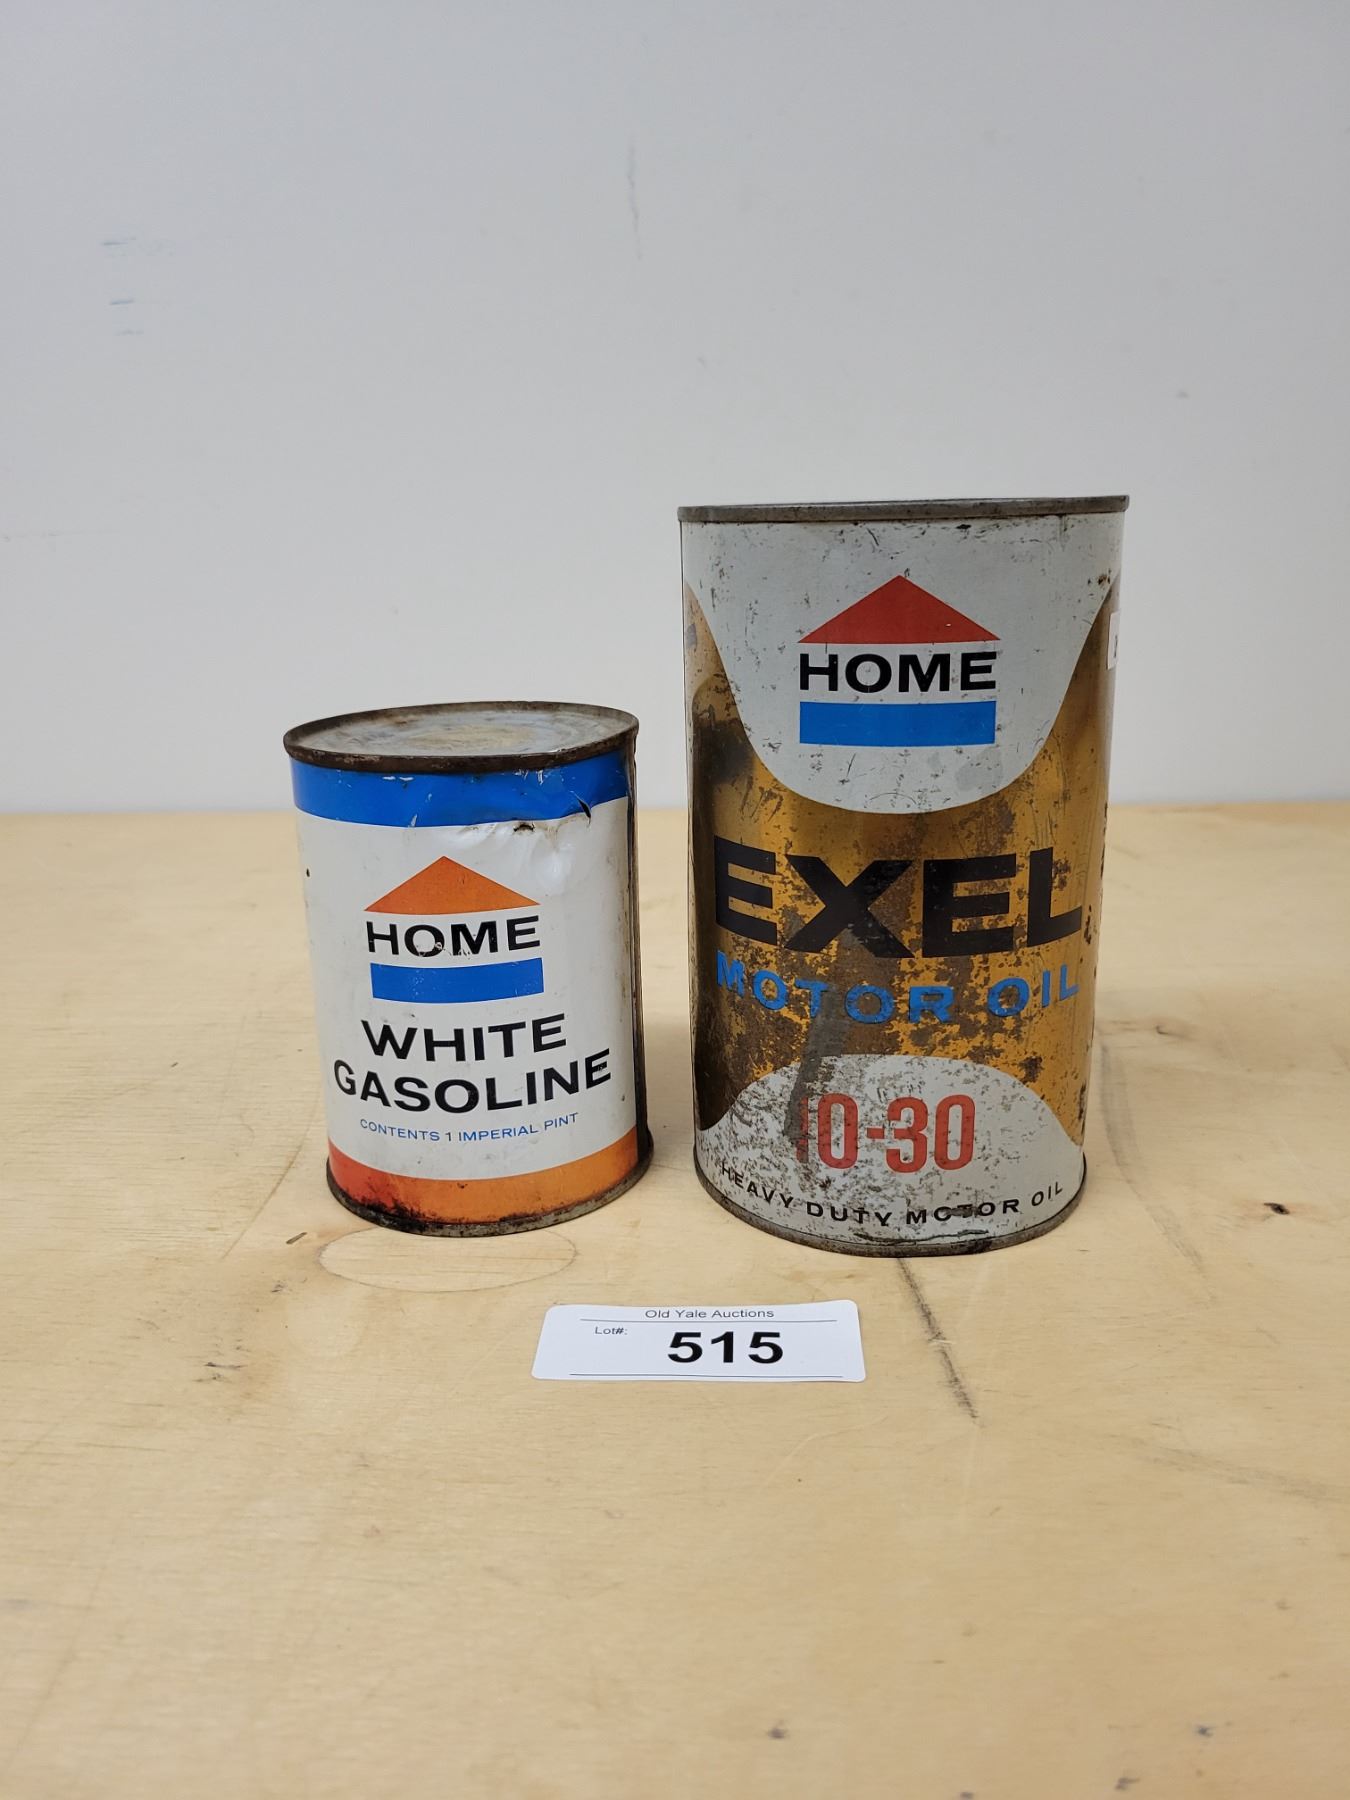 HOME
WHITE
GASOLINE
CONTENTS 1 IMPERIAL PINT
HOME
EXEL
MOTOR OIL
10-30
HEAVY DUTY MOTOR OIL
Old Yale Auctions
Lot#: 515